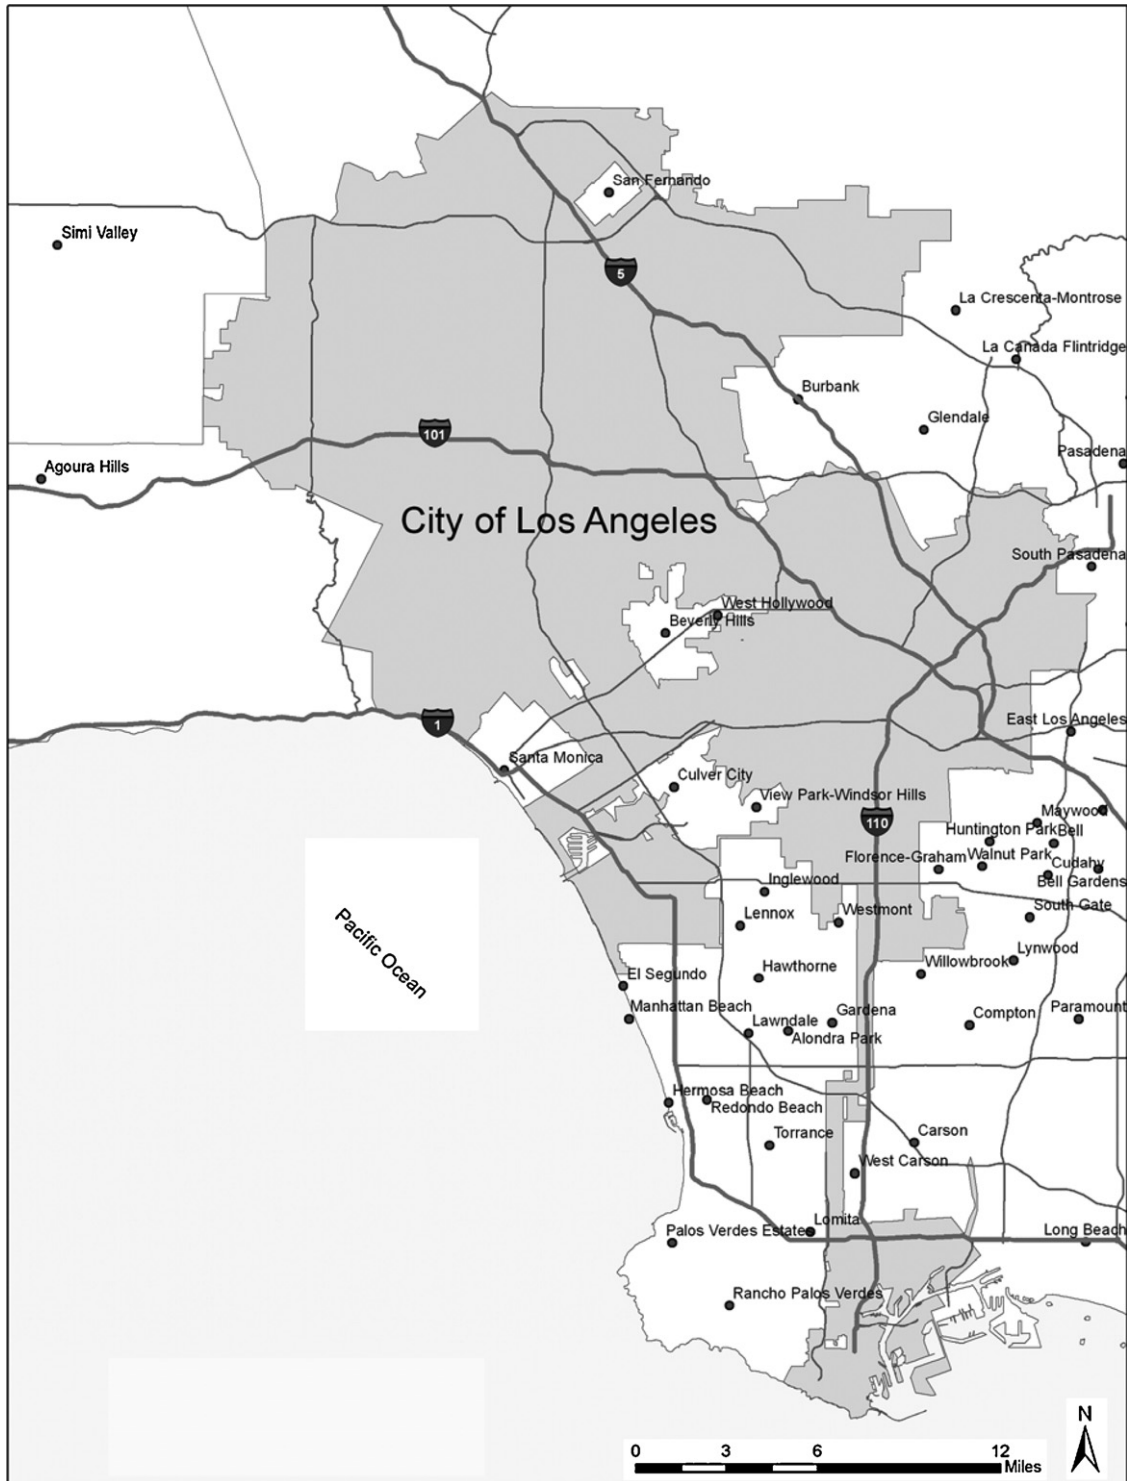 San Fernando
Simi Valley
5
La Crescenta-Montrose
La Canada Flintridge
Burbank
Glendale
101
Pasadena
Agoura Hills
City of Los Angeles
South Pasadena
West Hollywood
Beverly Hills
1
East Los Angeles
Santa Monica
Culver City
View Park-Windsor Hills
Maywood
110
Huntington Park
Bell
Florence-Graham
Walnut Park
Cudahy
Inglewood
Bell Gardens
South Gate
Lennox
Westmont
Pacific Ocean
Lynwood
Willowbrook
Hawthorne
El Segundo
Manhattan Beach
Gardena
Compton
Paramount
Lawndale
Alondra Park
Hermosa Beach
Redondo Beach
Torrance
Carson
West Carson
Lomita
Palos Verdes Estates
Long Beach
Rancho Palos Verdes
N
0 3 6 12
Miles